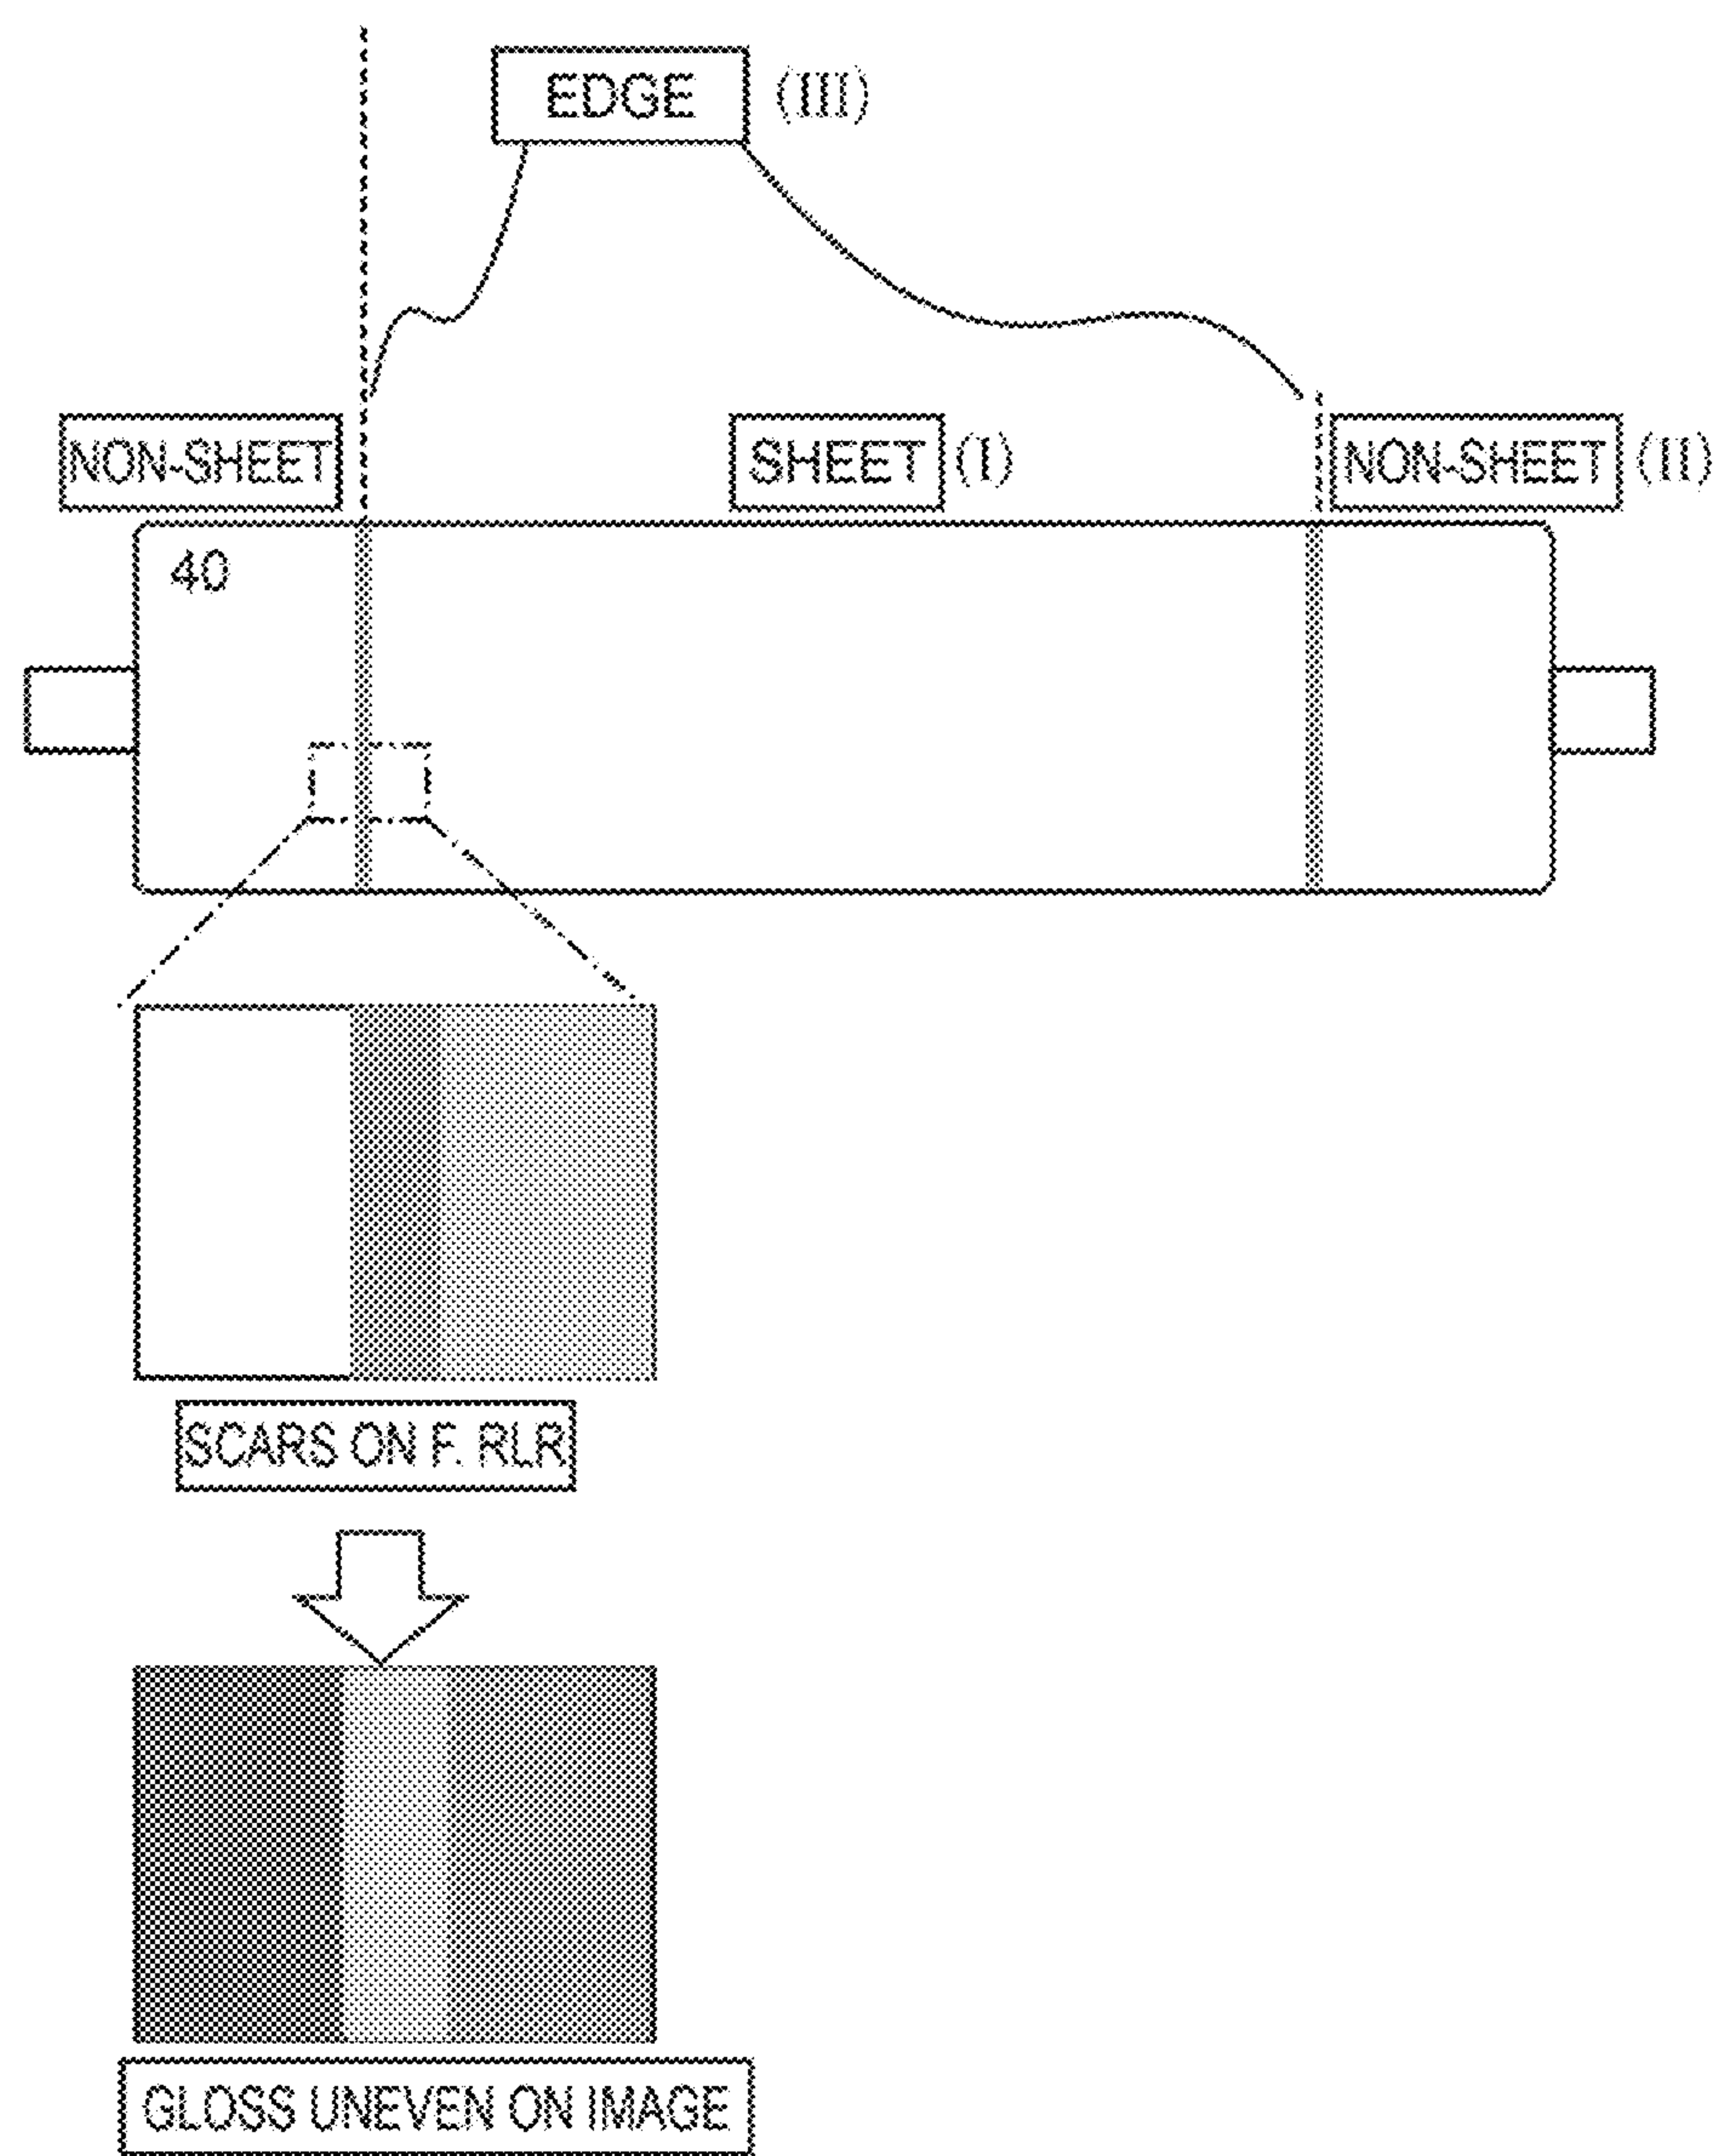 EDGE (III)
NON-SHEET SHEET (I) NON-SHEET (II)
40
SCARS ON F. RLR
GLOSS UNEVEN ON IMAGE